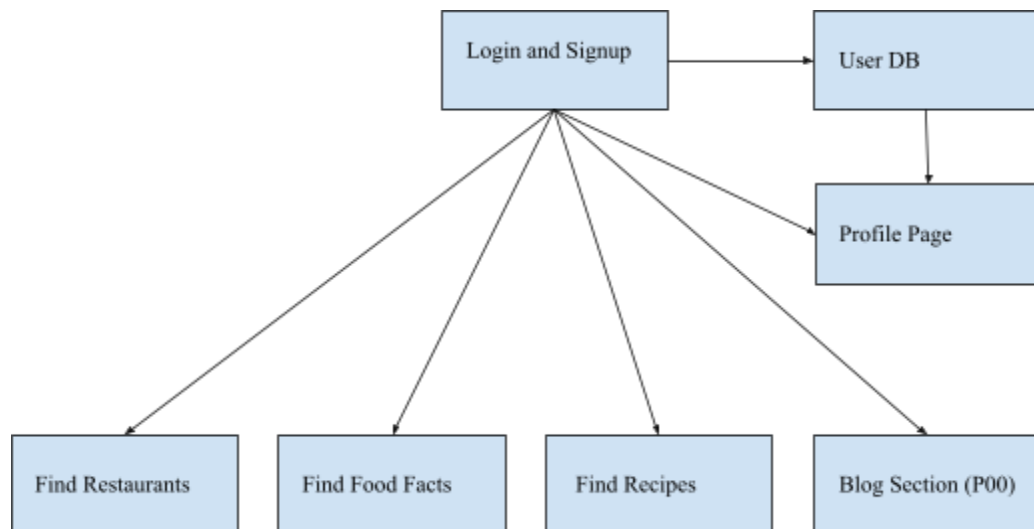 Login and Signup
User DB
Profile Page
Find Restaurants
Find Food Facts
Find Recipes
Blog Section (P00)